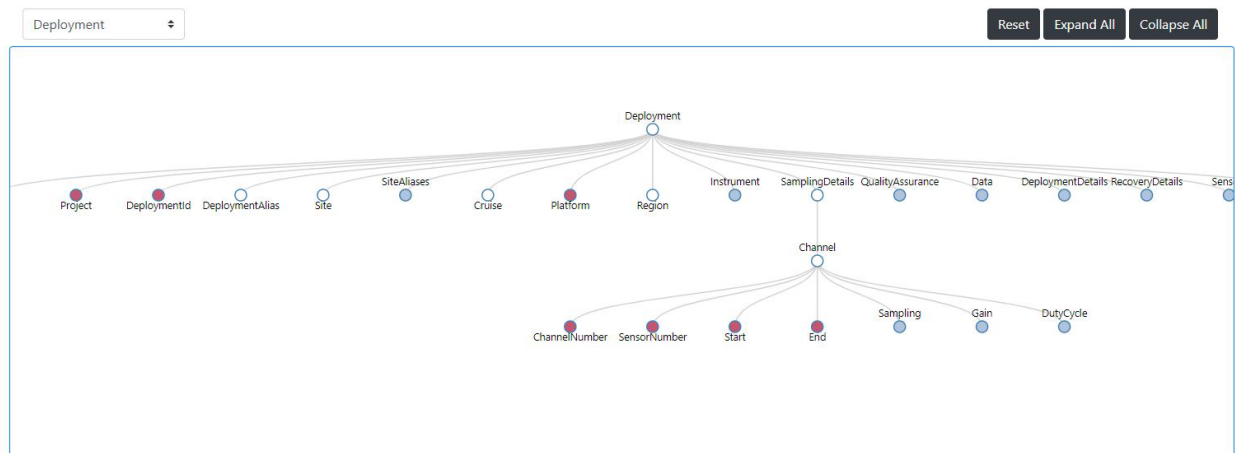 Deployment
Reset Expand All Collapse All
Deployment
SiteAliases Instrument SamplingDetails QualityAssurance Data DeploymentDetails RecoveryDetails Sens
Project DeploymentId DeploymentAlias Site Cruise Platform Region
Channel
Sampling Gain DutyCycle
ChannelNumber SensorNumber Start End